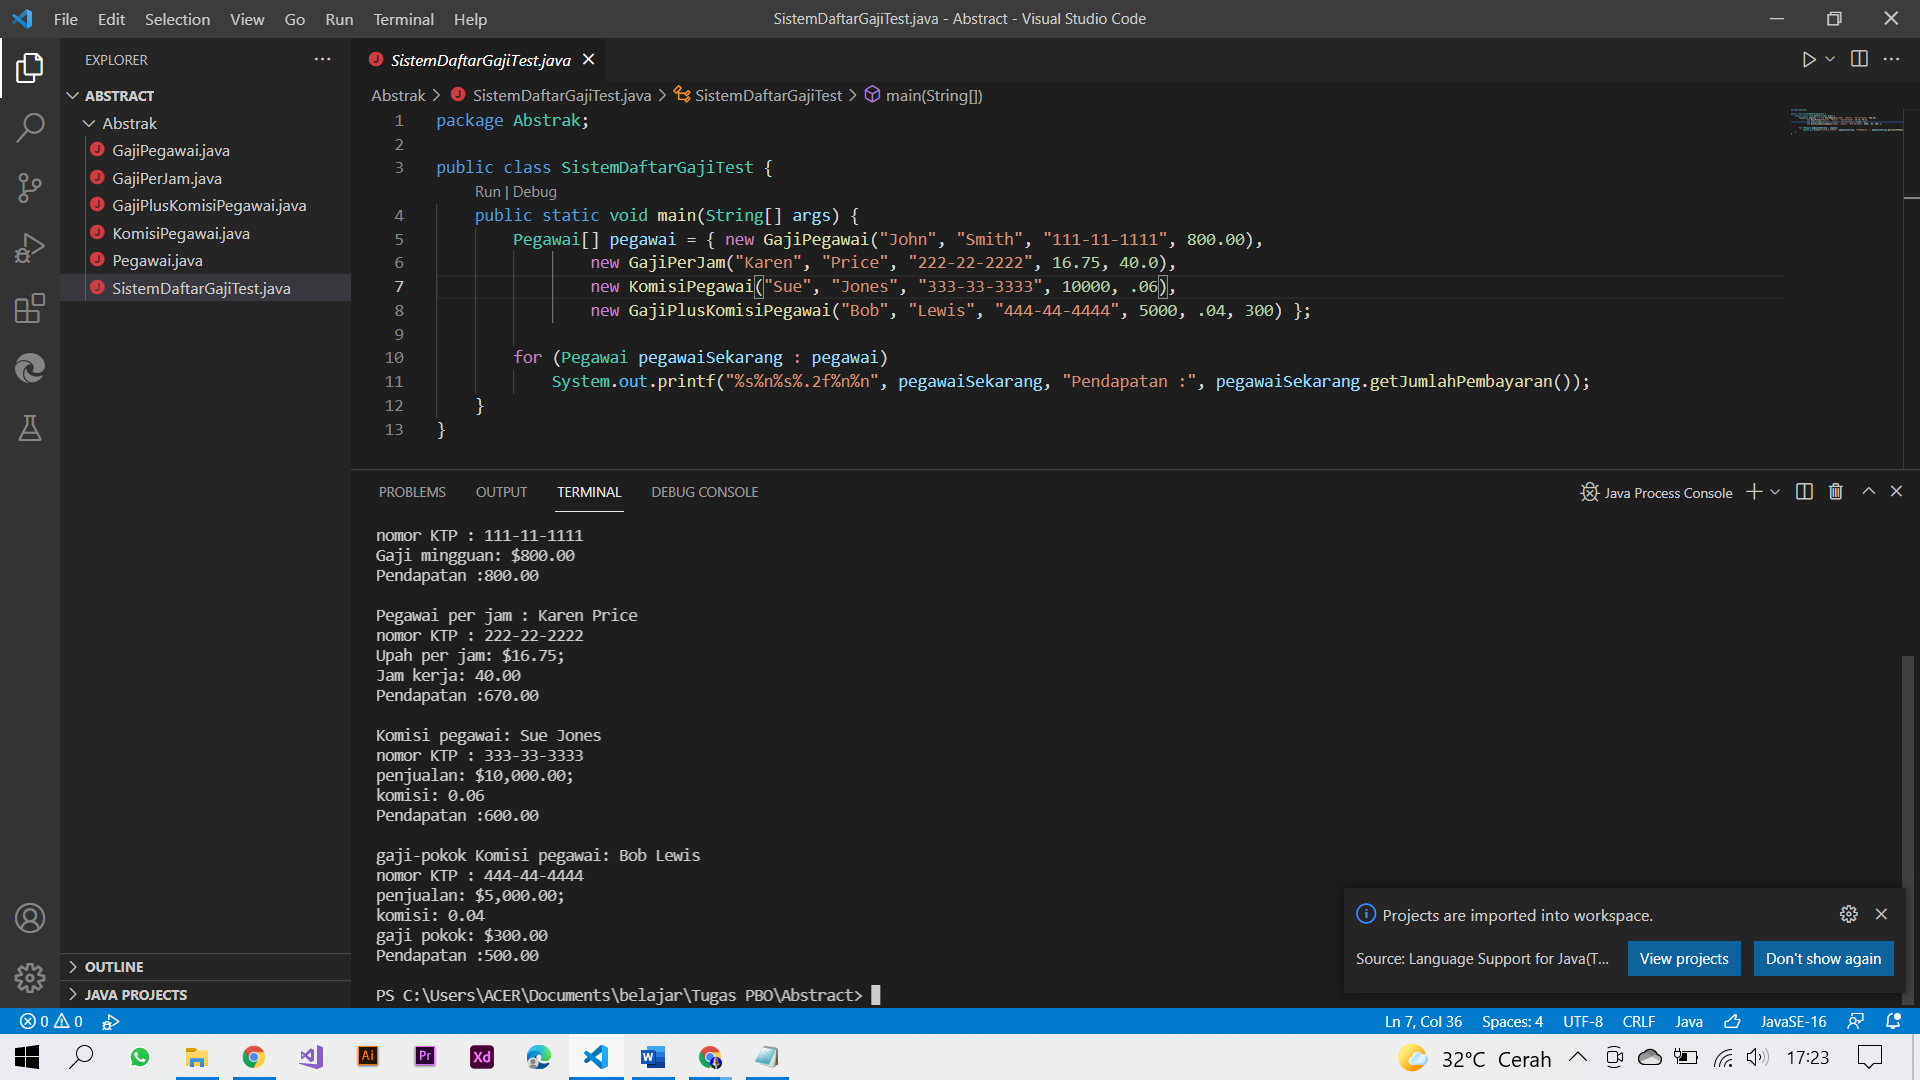 File Edit Selection View Go Run Terminal Help
SistemDaftarGajiTest.java - Abstract - Visual Studio Code
EXPLORER
ABSTRACT
Abstrak
GajiPegawai.java
GajiPerJam.java
GajiPlusKomisiPegawai.java
KomisiPegawai.java
Pegawai.java
SistemDaftarGajiTest.java
OUTLINE
JAVA PROJECTS
SistemDaftarGajiTest.java
Abstrak > SistemDaftarGajiTest.java > SistemDaftarGajiTest > main(String[])
1 package Abstrak;
2
3 public class SistemDaftarGajiTest {
Run | Debug
4 public static void main(String[] args) {
5 Pegawai[] pegawai = { new GajiPegawai("John", "Smith", "111-11-1111", 800.00),
6 new GajiPerJam("Karen", "Price", "222-22-2222", 16.75, 40.0),
7 new KomisiPegawai("Sue", "Jones", "333-33-3333", 10000, .06),
8 new GajiPlusKomisiPegawai("Bob", "Lewis", "444-44-4444", 5000, .04, 300) };
9
10 for (Pegawai pegawaiSekarang : pegawai)
11 System.out.printf("%s%n%s%.2f%n%n", pegawaiSekarang, "Pendapatan :", pegawaiSekarang.getJumlahPembayaran());
12 }
13 }
PROBLEMS OUTPUT TERMINAL DEBUG CONSOLE
Java Process Console
nomor KTP : 111-11-1111
Gaji mingguan: $800.00
Pendapatan :800.00
Pegawai per jam : Karen Price
nomor KTP : 222-22-2222
Upah per jam: $16.75;
Jam kerja: 40.00
Pendapatan :670.00
Komisi pegawai: Sue Jones
nomor KTP : 333-33-3333
penjualan: $10,000.00;
komisi: 0.06
Pendapatan :600.00
gaji-pokok Komisi pegawai: Bob Lewis
nomor KTP : 444-44-4444
penjualan: $5,000.00;
komisi: 0.04
gaji pokok: $300.00
Pendapatan :500.00
PS C:\Users\ACER\Documents\belajar\Tugas PBO\Abstract>
Projects are imported into workspace.
Source: Language Support for Java(T...
View projects
Don't show again
0 0
Ln 7, Col 36 Spaces: 4 UTF-8 CRLF Java JavaSE-16
Ai Pr Xd
32°C Cerah
17:23